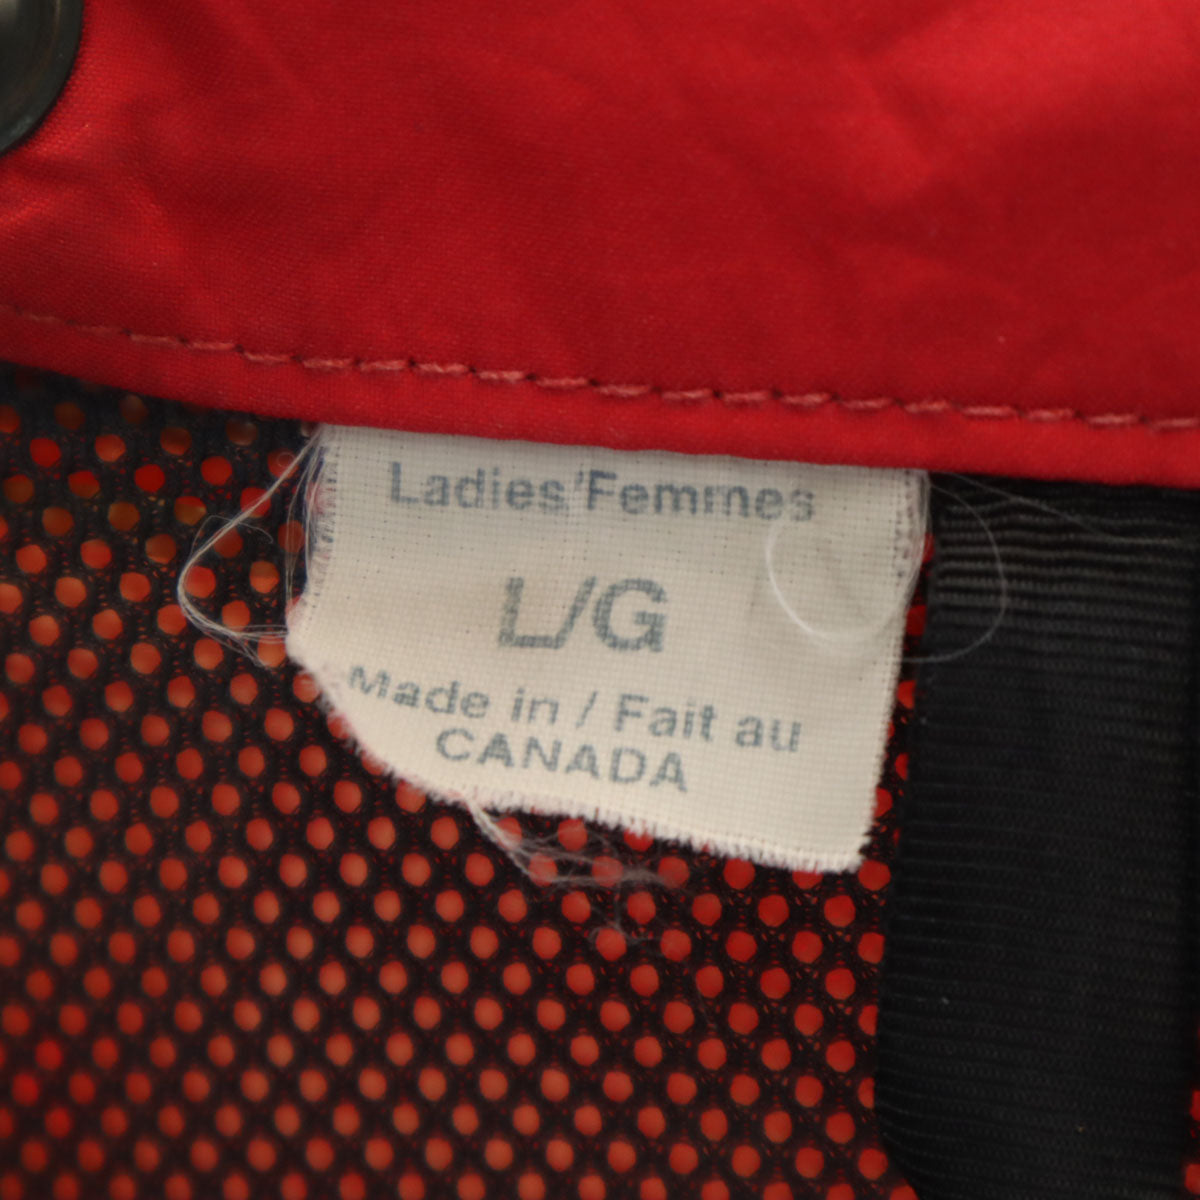 Ladies'Femmes
L/G
Made in / Fait au
CANADA